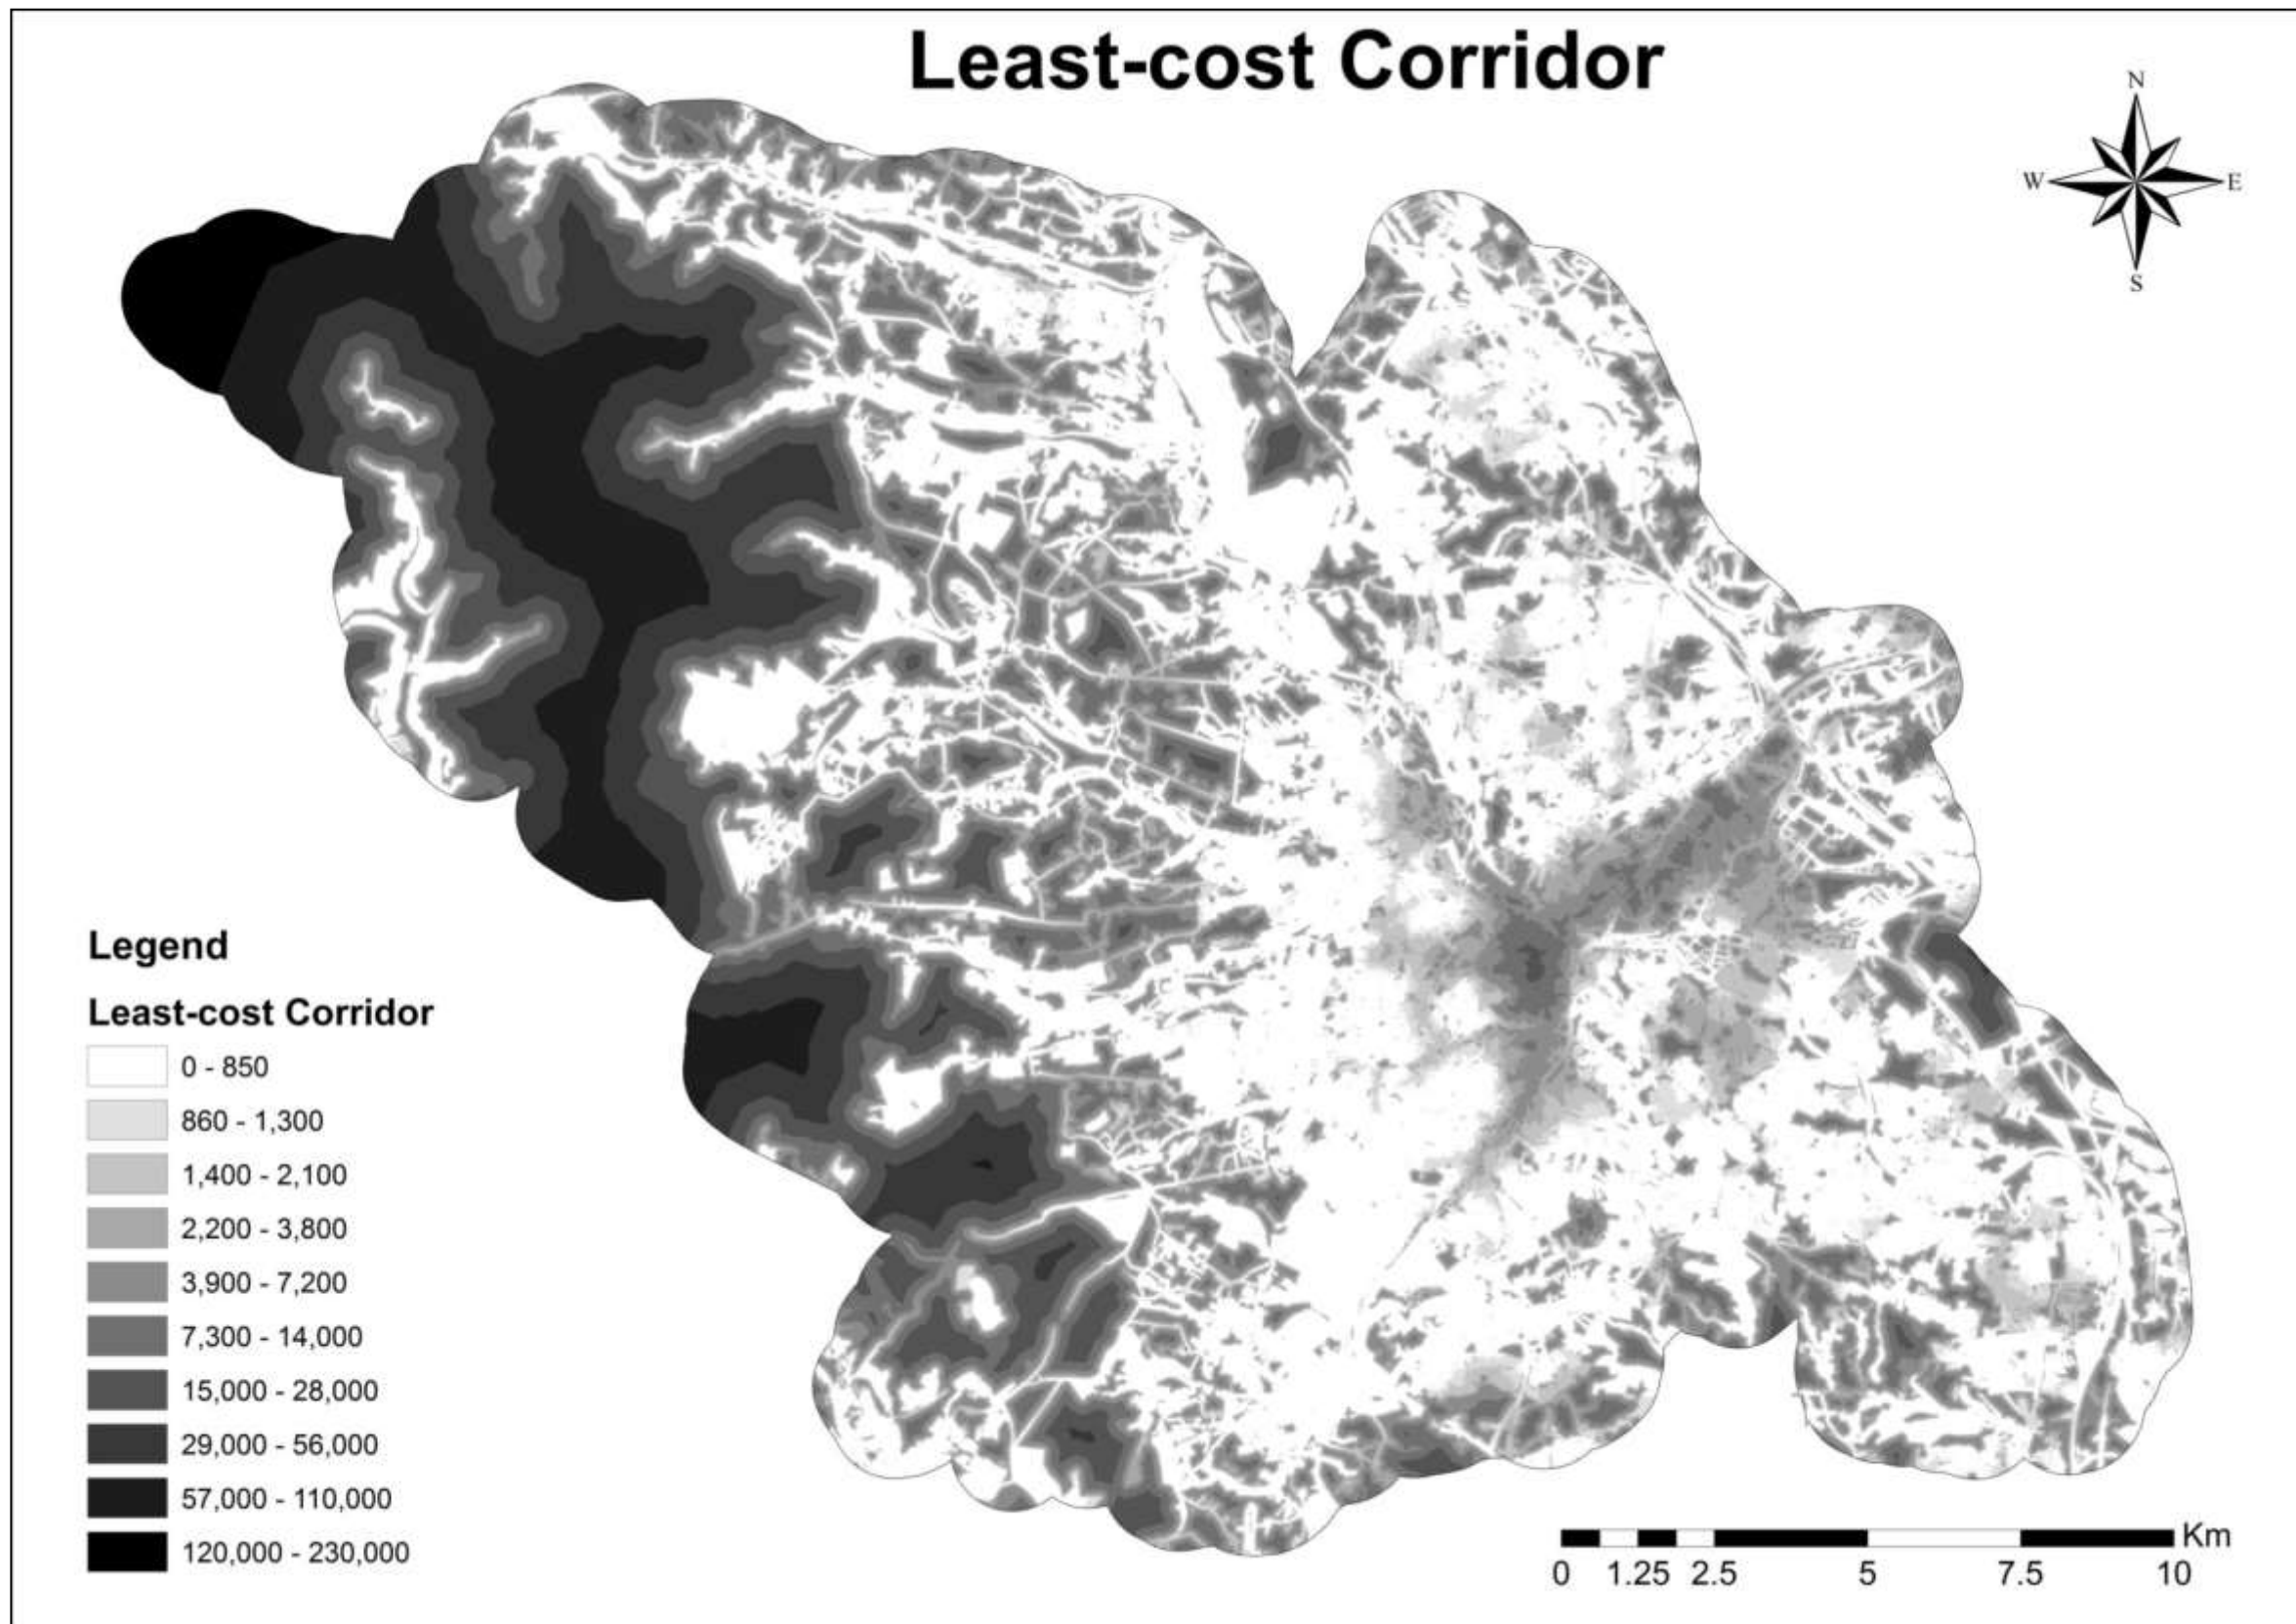 Least-cost Corridor
N
W
E
S
Legend
Least-cost Corridor
0 - 850
860 - 1,300
1,400 - 2,100
2,200 - 3,800
3,900 - 7,200
7,300 - 14,000
15,000 - 28,000
29,000 - 56,000
57,000 - 110,000
120,000 - 230,000
Km
0 1.25 2.5 5 7.5 10